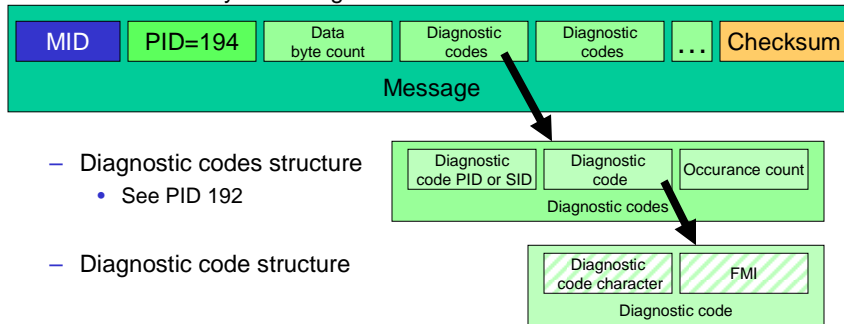 MID PID=194 Data byte count Diagnostic codes Diagnostic codes ... Checksum
Message
– Diagnostic codes structure
• See PID 192
Diagnostic code PID or SID Diagnostic code Occurance count
Diagnostic codes
– Diagnostic code structure
Diagnostic code character FMI
Diagnostic code